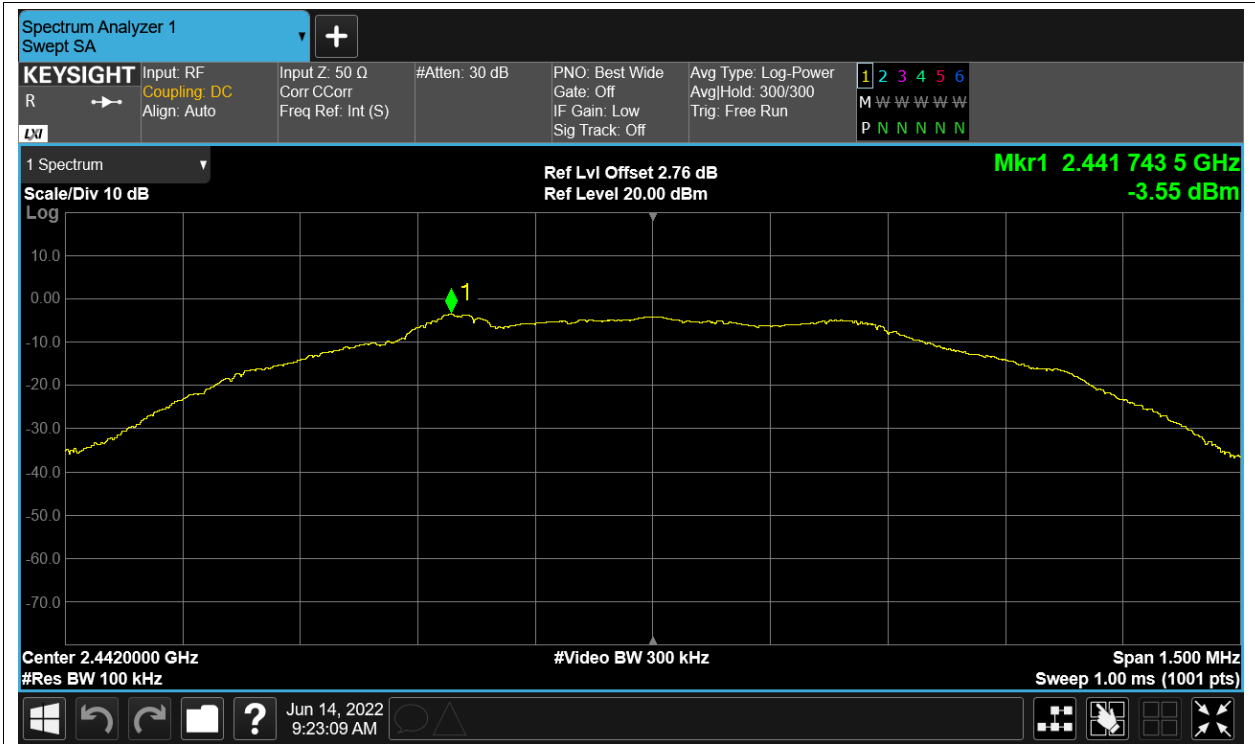 Spectrum Analyzer 1
Swept SA
KEYSIGHT
R
LXI
Input: RF
Coupling: DC
Align: Auto
Input Z: 50 Ω
Corr CCorr
Freq Ref: Int (S)
#Atten: 30 dB
PNO: Best Wide
Gate: Off
IF Gain: Low
Sig Track: Off
Avg Type: Log-Power
Avg|Hold: 300/300
Trig: Free Run
1 2 3 4 5 6
M W W W W W W
P N N N N N N
1 Spectrum
Scale/Div 10 dB
Log
Ref Lvl Offset 2.76 dB
Ref Level 20.00 dBm
Mkr1 2.441 743 5 GHz
-3.55 dBm
10.0
0.00
-10.0
-20.0
-30.0
-40.0
-50.0
-60.0
-70.0
1
Center 2.4420000 GHz
#Res BW 100 kHz
#Video BW 300 kHz
Span 1.500 MHz
Sweep 1.00 ms (1001 pts)
?
Jun 14, 2022
9:23:09 AM